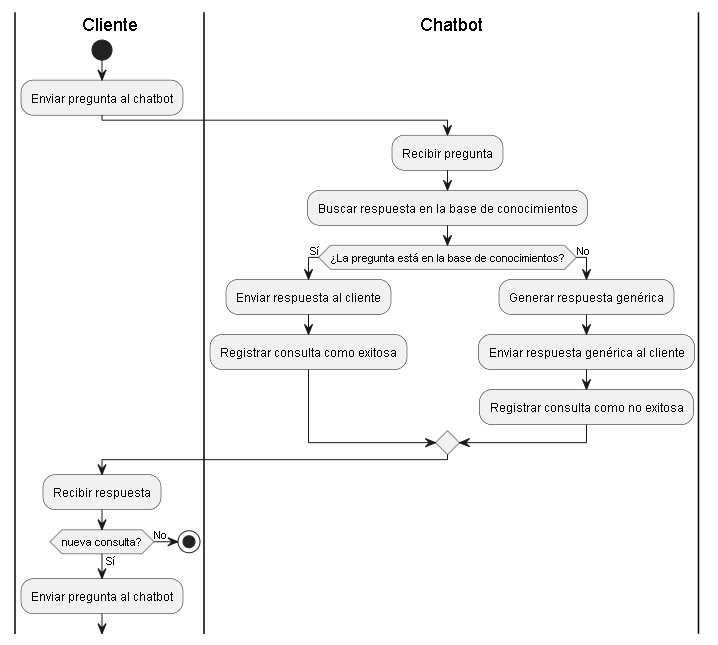 Cliente
Chatbot
Enviar pregunta al chatbot
Recibir pregunta
Buscar respuesta en la base de conocimientos
¿La pregunta está en la base de conocimientos?
Sí
No
Enviar respuesta al cliente
Generar respuesta genérica
Registrar consulta como exitosa
Enviar respuesta genérica al cliente
Registrar consulta como no exitosa
Recibir respuesta
nueva consulta?
No
Sí
Enviar pregunta al chatbot